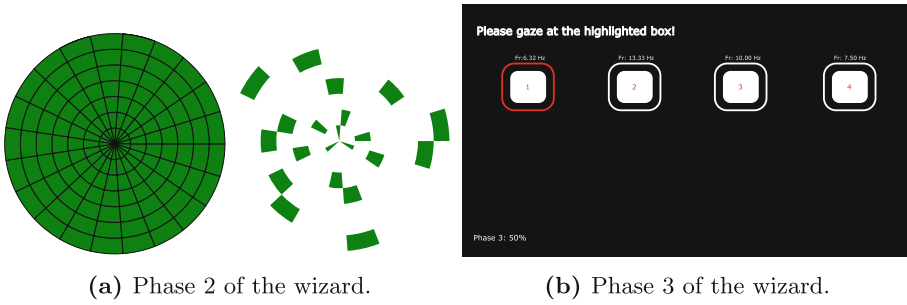 Please gaze at the highlighted box!
Fr:6.32 Hz Fr: 13.33 Hz Fr: 10.00 Hz Fr: 7.50 Hz
1 2 3 4
Phase 3: 50%
(a) Phase 2 of the wizard. (b) Phase 3 of the wizard.